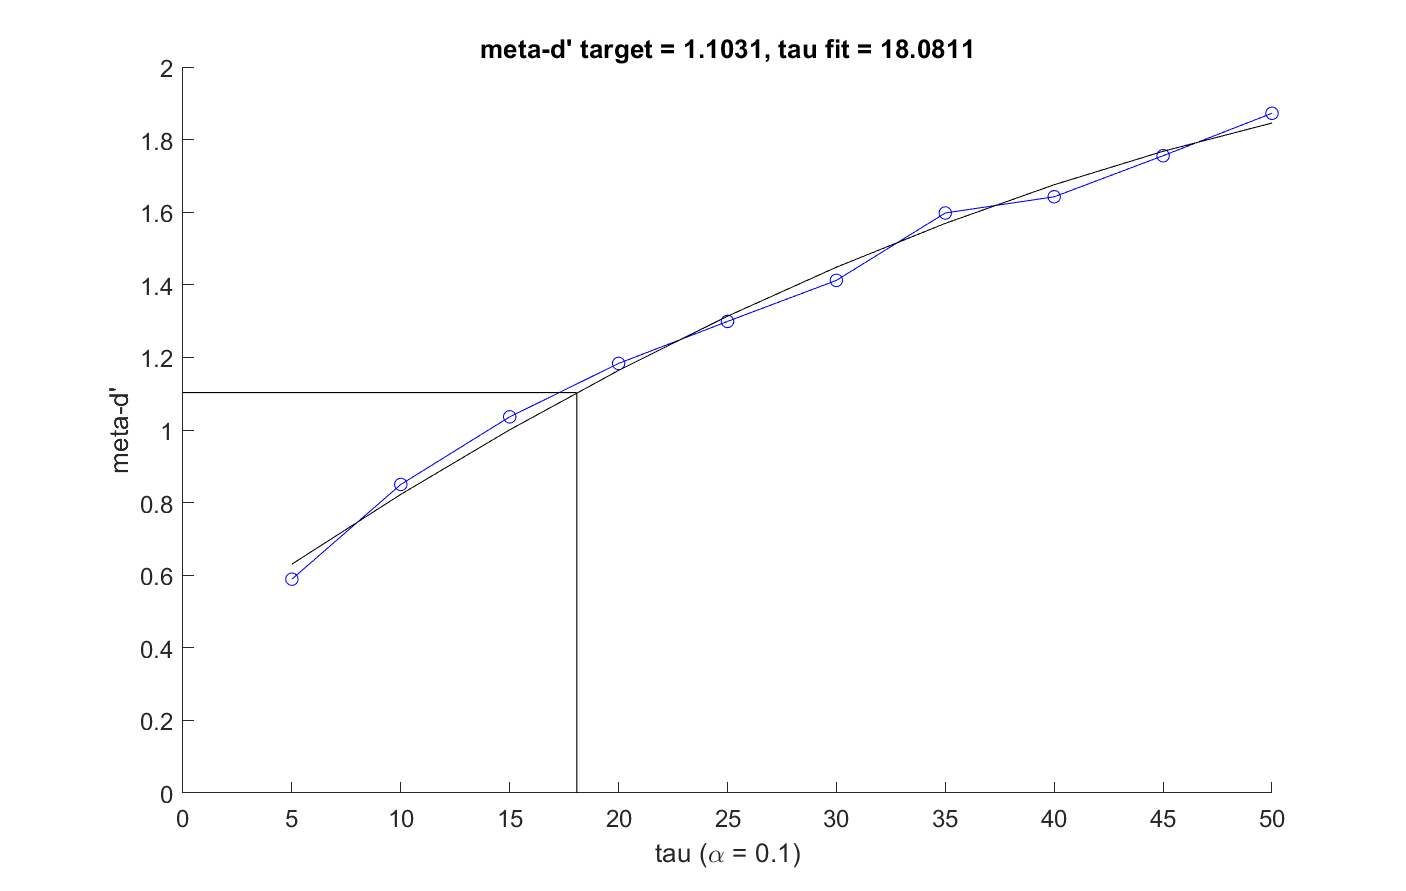 meta-d' target = 1.1031, tau fit = 18.0811
2
1.8
1.6
1.4
1.2
1
0.8
0.6
0.4
0.2
0
meta-d'
0 5 10 15 20 25 30 35 40 45 50
tau (α = 0.1)